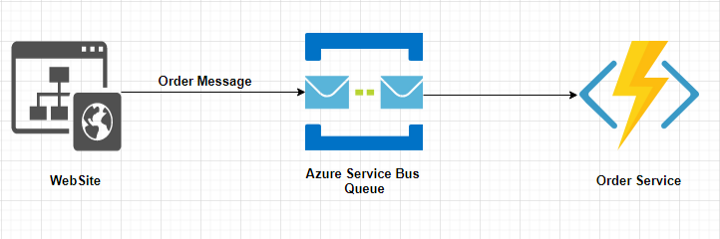 Order Message
WebSite
Azure Service Bus
Queue
Order Service